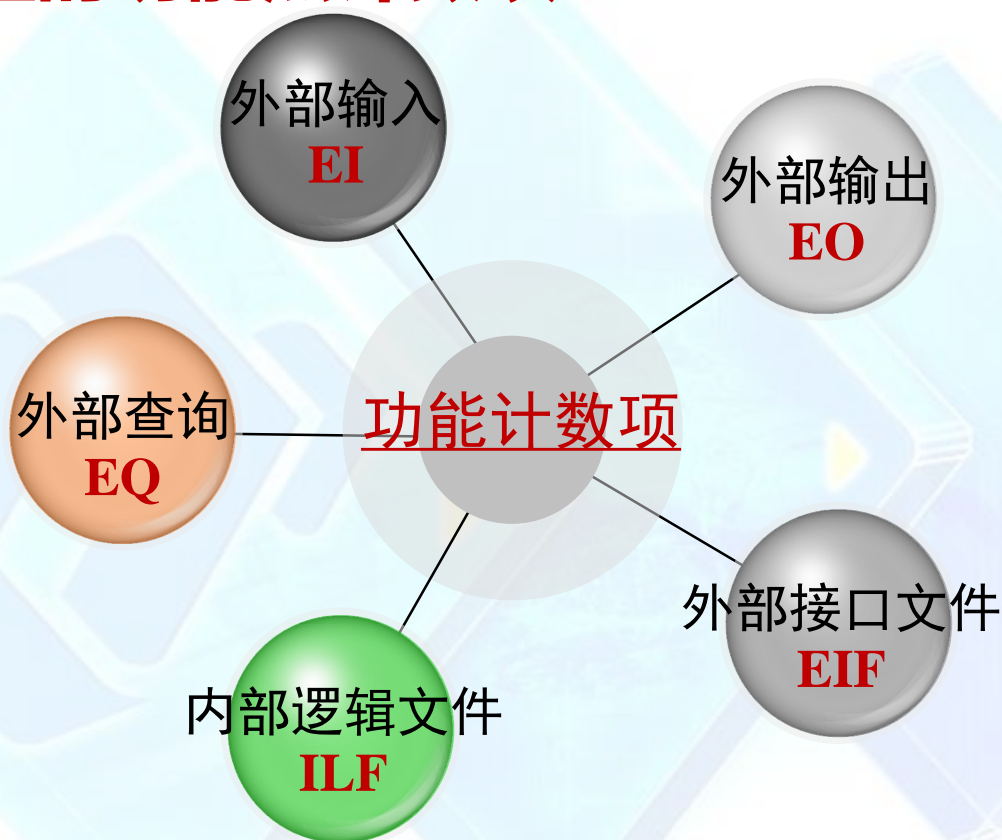 外部输入
EI
外部输出
EO
功能计数项
外部查询
EQ
外部接口文件
EIF
内部逻辑文件
ILF